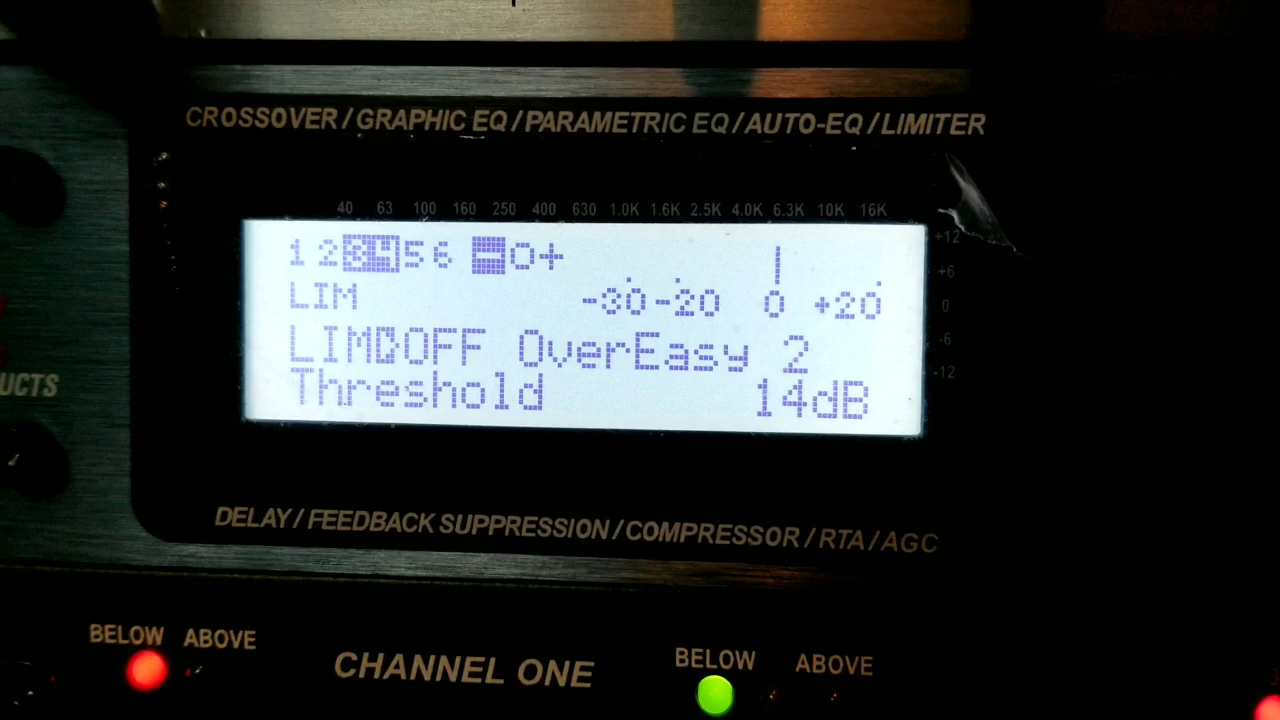 CROSSOVER / GRAPHIC EQ / PARAMETRIC EQ / AUTO-EQ / LIMITER
40 63 100 160 250 400 630 1.0K 1.6K 2.5K 4.0K 6.3K 10K 16K
+12
+6
0
-6
-12
12 56 O+
LIM -20 0 +20
OFF OverEasy 2
Threshold 14dB
UCTS
DELAY / FEEDBACK SUPPRESSION / COMPRESSOR / RTA / AGC
BELOW ABOVE
CHANNEL ONE
BELOW ABOVE